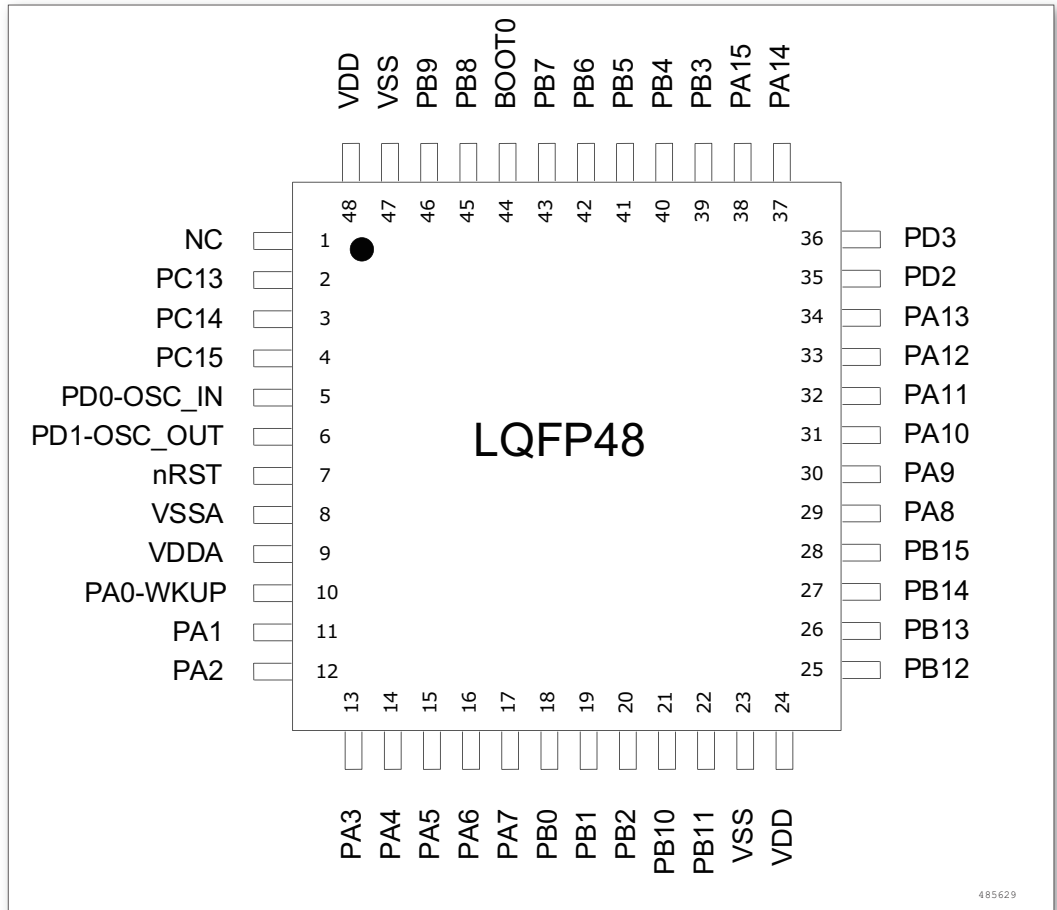 VDD
VSS
PB9
PB8
BOOT0
PB7
PB6
PB5
PB4
PB3
PA15
PA14
48
47
46
45
44
43
42
41
40
39
38
37
NC 1
PC13 2
PC14 3
PC15 4
PD0-OSC_IN 5
PD1-OSC_OUT 6
nRST 7
VSSA 8
VDDA 9
PA0-WKUP 10
PA1 11
PA2 12
LQFP48
36 PD3
35 PD2
34 PA13
33 PA12
32 PA11
31 PA10
30 PA9
29 PA8
28 PB15
27 PB14
26 PB13
25 PB12
13
14
15
16
17
18
19
20
21
22
23
24
PA3
PA4
PA5
PA6
PA7
PB0
PB1
PB2
PB10
PB11
VSS
VDD
485629